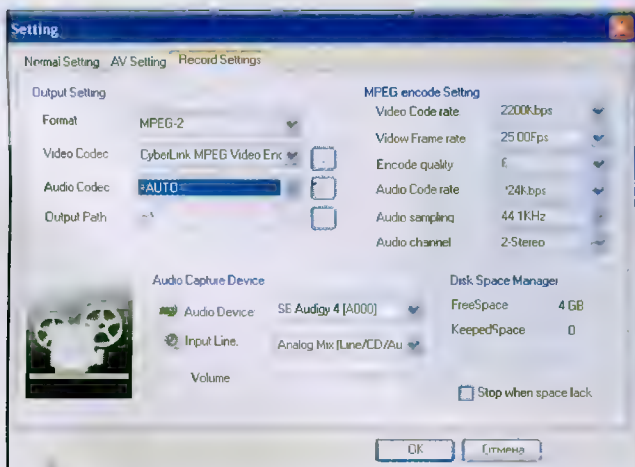 Setting
Normal Setting AV Setting Record Settings
Output Setting
Format MPEG-2
Video Codec CyberLink MPEG Video Enc
Audio Codec <AUTO>
Output Path
MPEG encode Setting
Video Code rate 2200Kbps
Vidow Frame rate 25.00Fps
Encode quality
Audio Code rate
Audio sampling 44.1KHz
Audio channel 2-Stereo
Audio Capture Device
Audio Device: SE Audigy 4 [A000]
Input Line. Analog Mix [Line/CD/Au
Volume
Disk Space Manager
FreeSpace 4 GB
KeepedSpace 0
Stop when space lack
OK Отмена